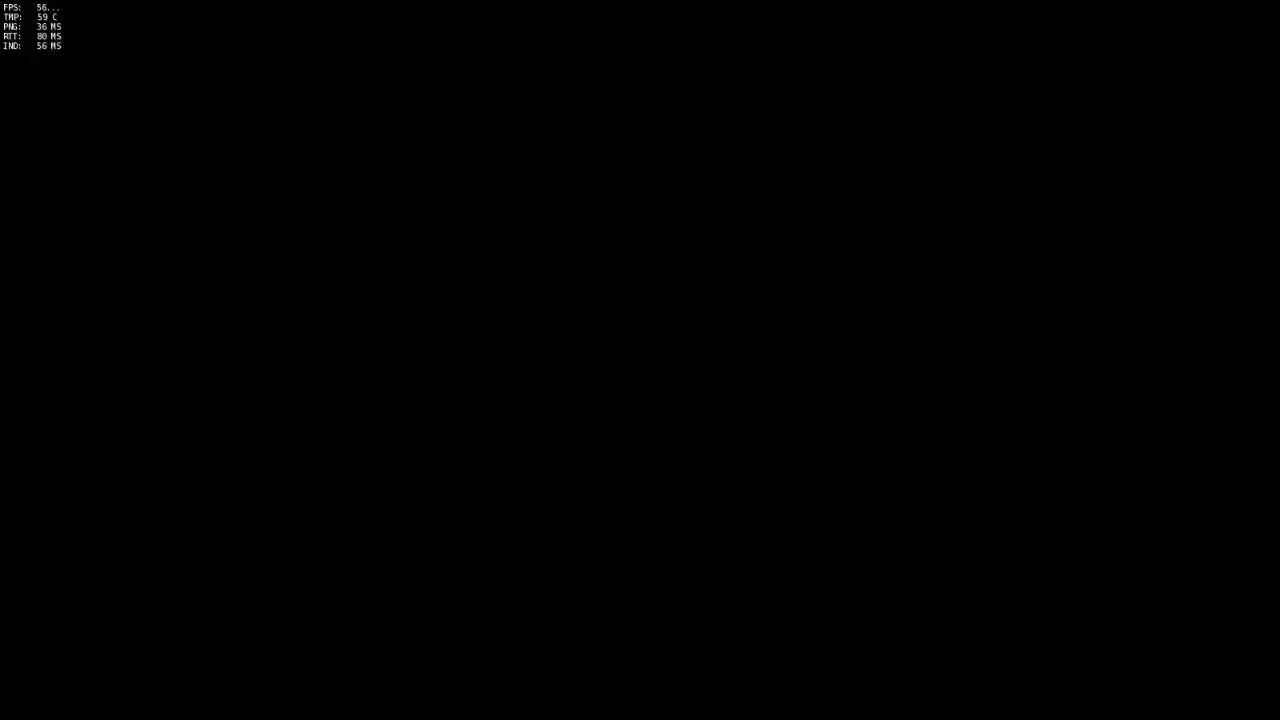 FPS: 56...
TMP: 59 C
PNG: 36 MS
RTT: 80 MS
IND: 56 MS